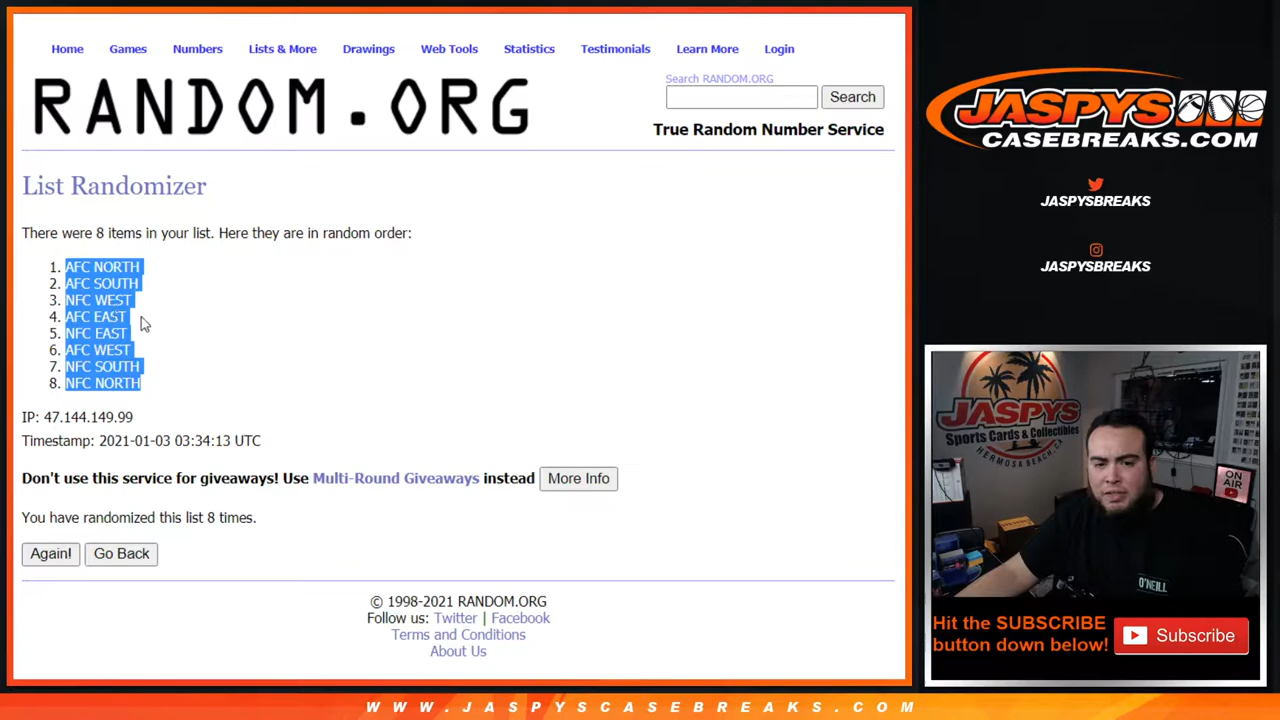 Home Games Numbers Lists & More Drawings Web Tools Statistics Testimonials Learn More Login
RANDOM.ORG
Search RANDOM.ORG
Search
True Random Number Service
List Randomizer
There were 8 items in your list. Here they are in random order:
1. AFC NORTH
2. AFC SOUTH
3. NFC WEST
4. AFC EAST
5. NFC EAST
6. AFC WEST
7. NFC SOUTH
8. NFC NORTH
IP: 47.144.149.99
Timestamp: 2021-01-03 03:34:13 UTC
Don't use this service for giveaways! Use Multi-Round Giveaways instead More Info
You have randomized this list 8 times.
Again! Go Back
© 1998-2021 RANDOM.ORG
Follow us: Twitter | Facebook
Terms and Conditions
About Us
JASPYS
CASEBREAKS.COM
JASPYSBREAKS
JASPYSBREAKS
JASPYS
Sports Cards & Collectibles
HERMOSA BEACH, CA
ON AIR
O'NEILL
Hit the SUBSCRIBE
button down below!
Subscribe
WWW.JASPYSCASEBREAKS.COM